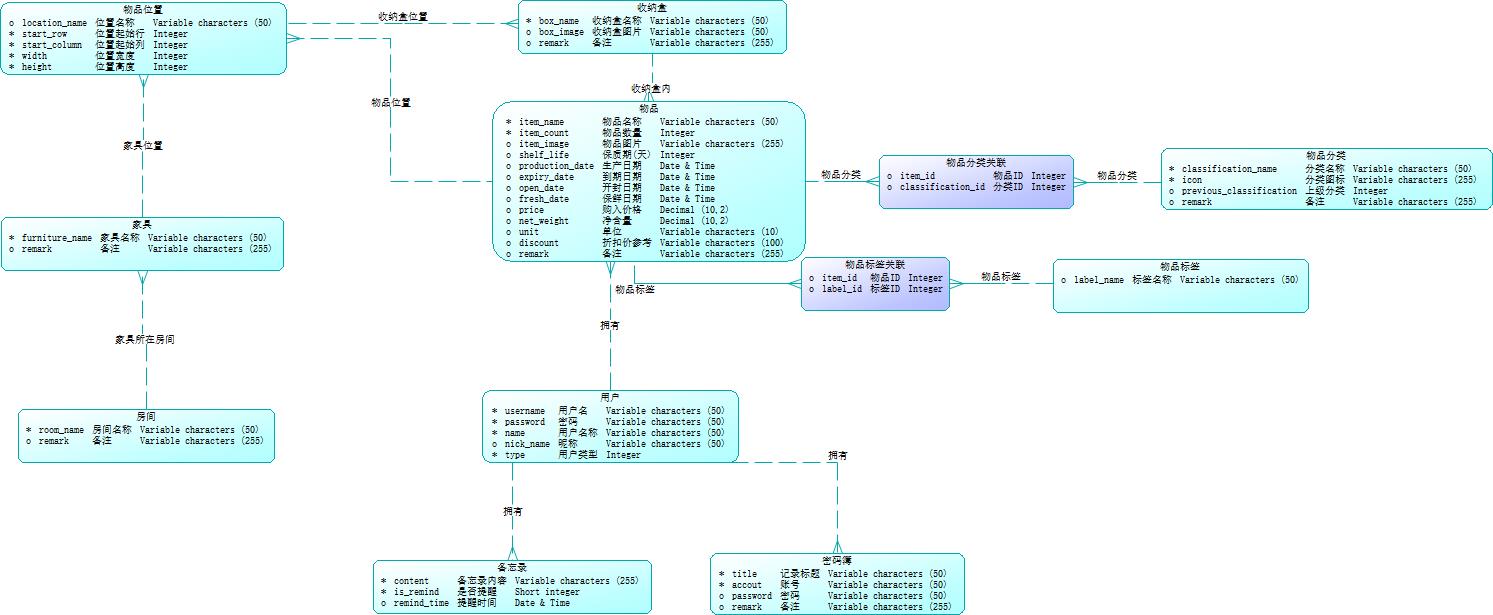 物品位置
o location_name 位置名称 Variable characters (50)
* start_row 位置起始行 Integer
* start_column 位置起始列 Integer
* width 位置宽度 Integer
* height 位置高度 Integer
收纳盒位置
收纳盒
* box_name 收纳盒名称 Variable characters (50)
o box_image 收纳盒图片 Variable characters (50)
o remark 备注 Variable characters (255)
物品位置
收纳盒内
物品
* item_name 物品名称 Variable characters (50)
* item_count 物品数量 Integer
o item_image 物品图片 Variable characters (255)
o shelf_life 保质期(天) Integer
o production_date 生产日期 Date & Time
o expiry_date 到期日期 Date & Time
o open_date 开封日期 Date & Time
o fresh_date 保鲜日期 Date & Time
o price 购入价格 Decimal (10,2)
o net_weight 净含量 Decimal (10,2)
o unit 单位 Variable characters (10)
o discount 折扣价参考 Variable characters (100)
o remark 备注 Variable characters (255)
物品分类
物品分类关联
o item_id 物品ID Integer
o classification_id 分类ID Integer
物品分类
物品分类
* classification_name 分类名称 Variable characters (50)
* icon 分类图标 Variable characters (255)
o previous_classification 上级分类 Integer
o remark 备注 Variable characters (255)
家具位置
家具
* furniture_name 家具名称 Variable characters (50)
o remark 备注 Variable characters (255)
物品标签
物品标签关联
o item_id 物品ID Integer
o label_id 标签ID Integer
物品标签
物品标签
o label_name 标签名称 Variable characters (50)
家具所在房间
拥有
房间
* room_name 房间名称 Variable characters (50)
o remark 备注 Variable characters (255)
用户
* username 用户名 Variable characters (50)
* password 密码 Variable characters (50)
* name 用户名称 Variable characters (50)
o nick_name 昵称 Variable characters (50)
* type 用户类型 Integer
拥有
拥有
备忘录
* content 备忘录内容 Variable characters (255)
* is_remind 是否提醒 Short integer
o remind_time 提醒时间 Date & Time
密码簿
* title 记录标题 Variable characters (50)
* accout 账号 Variable characters (50)
o password 密码 Variable characters (50)
o remark 备注 Variable characters (255)